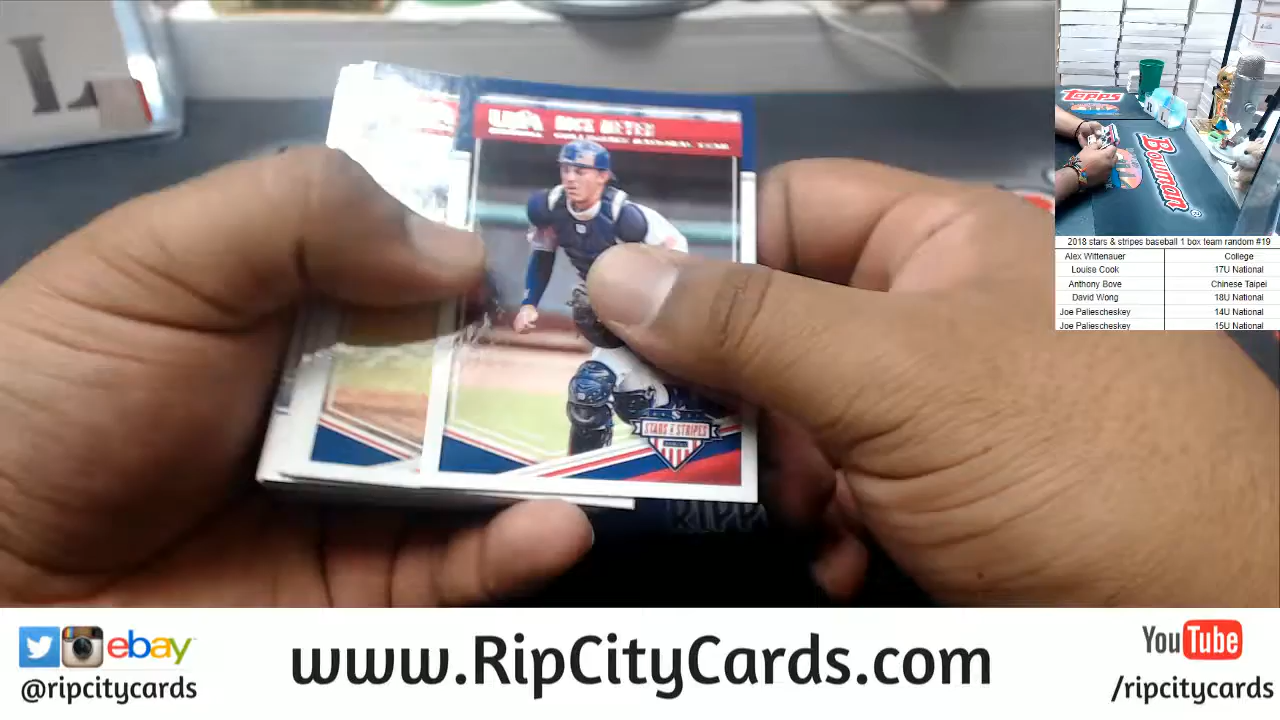 USA
STARS & STRIPES
Topps
Bowman
2018 stars & stripes baseball 1 box team random #19
Alex Wittenauer College
Louise Cook 17U National
Anthony Bove Chinese Taipei
David Wong 18U National
Joe Paliescheskey 14U National
Joe Paliescheskey 15U National
ebay
@ripcitycards
www.RipCityCards.com
YouTube
/ripcitycards